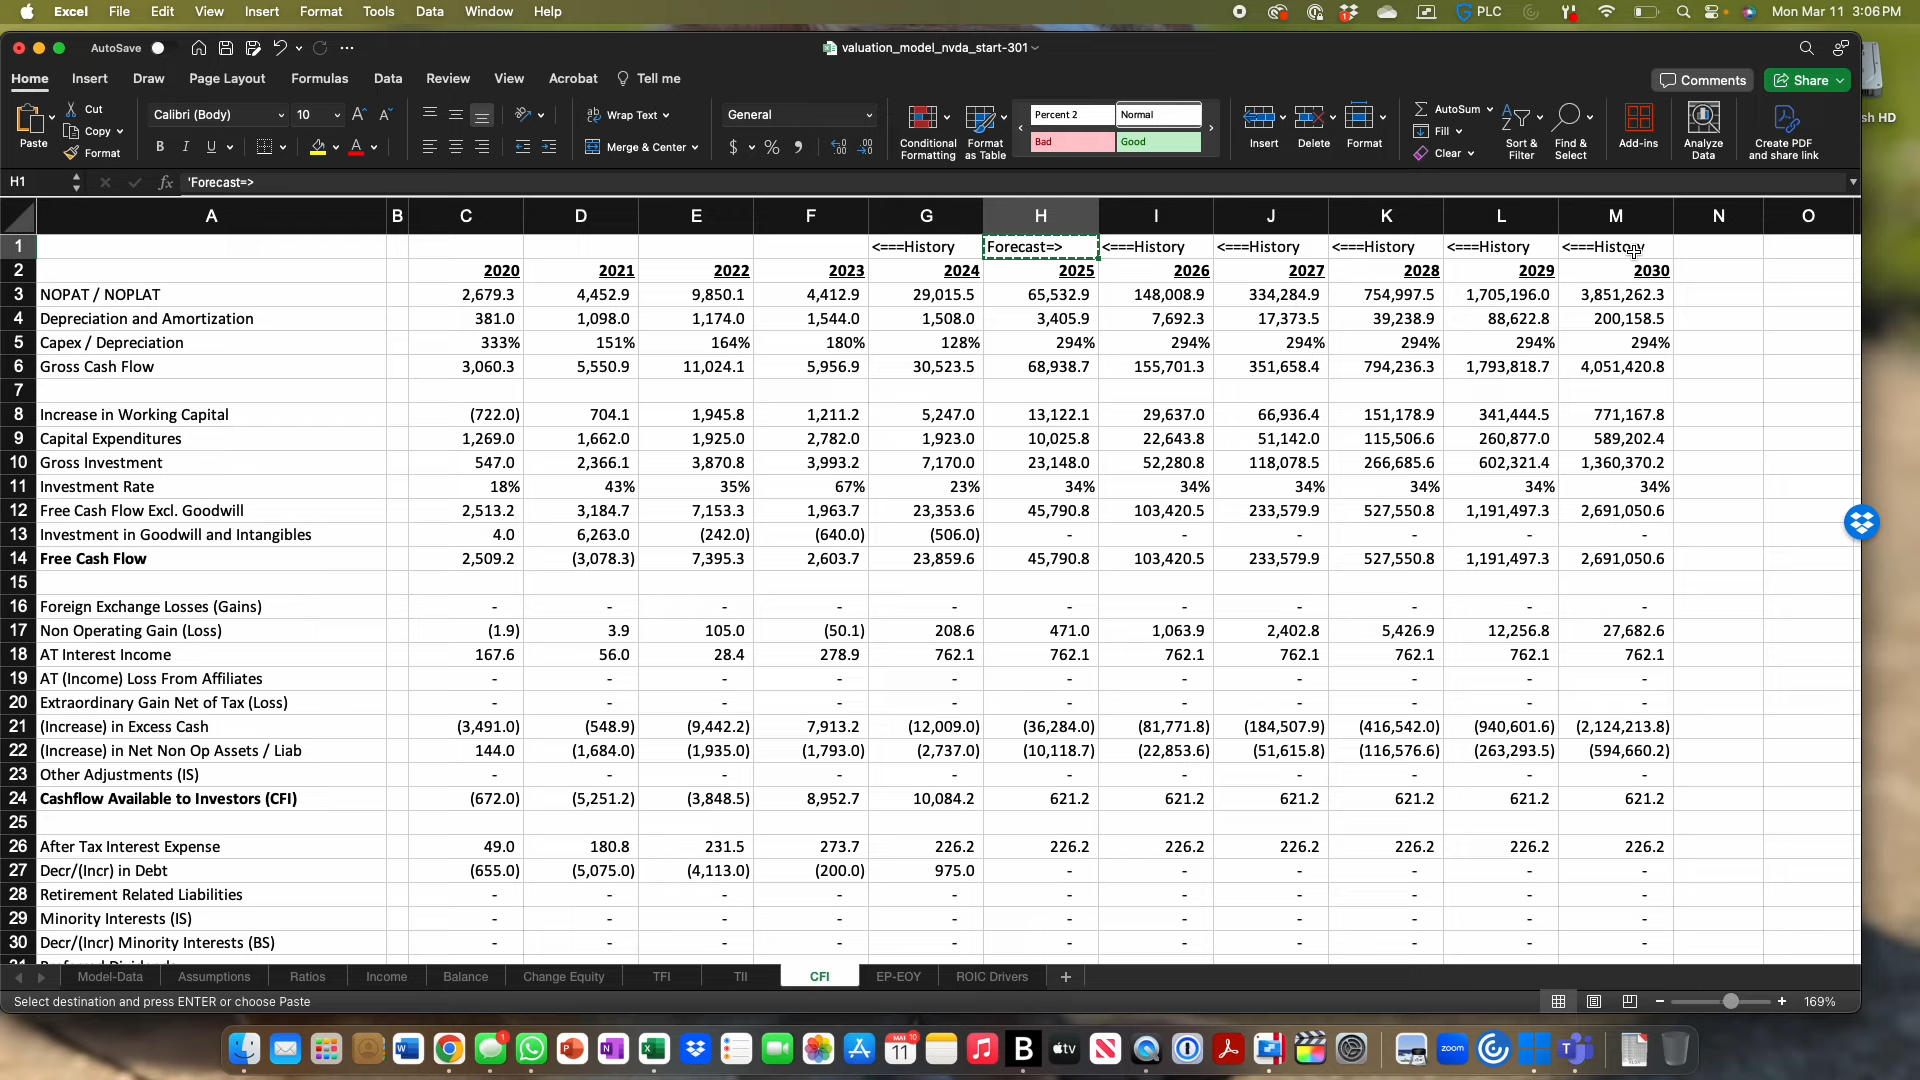 Excel File Edit View Insert Format Tools Data Window Help PLC Mon Mar 11 3:06 PM
AutoSave valuation_model_nvda_start-301
Home Insert Draw Page Layout Formulas Data Review View Acrobat Tell me Comments Share
Paste Cut Copy Format
Calibri (Body) 10
B I U A
Wrap Text
Merge & Center
General
$ %
Conditional Formatting
Format as Table
Percent 2 Normal
Bad Good
Insert Delete Format
AutoSum
Fill
Clear
Sort & Filter
Find & Select
Add-ins
Analyze Data
Create PDF and share link
H1 fx 'Forecast=>
A B C D E F G H I J K L M N O
1 <===History Forecast=> <===History <===History <===History <===History <===History
2 2020 2021 2022 2023 2024 2025 2026 2027 2028 2029 2030
3 NOPAT / NOPLAT 2,679.3 4,452.9 9,850.1 4,412.9 29,015.5 65,532.9 148,008.9 334,284.9 754,997.5 1,705,196.0 3,851,262.3
4 Depreciation and Amortization 381.0 1,098.0 1,174.0 1,544.0 1,508.0 3,405.9 7,692.3 17,373.5 39,238.9 88,622.8 200,158.5
5 Capex / Depreciation 333% 151% 164% 180% 128% 294% 294% 294% 294% 294% 294%
6 Gross Cash Flow 3,060.3 5,550.9 11,024.1 5,956.9 30,523.5 68,938.7 155,701.3 351,658.4 794,236.3 1,793,818.7 4,051,420.8
7
8 Increase in Working Capital (722.0) 704.1 1,945.8 1,211.2 5,247.0 13,122.1 29,637.0 66,936.4 151,178.9 341,444.5 771,167.8
9 Capital Expenditures 1,269.0 1,662.0 1,925.0 2,782.0 1,923.0 10,025.8 22,643.8 51,142.0 115,506.6 260,877.0 589,202.4
10 Gross Investment 547.0 2,366.1 3,870.8 3,993.2 7,170.0 23,148.0 52,280.8 118,078.5 266,685.6 602,321.4 1,360,370.2
11 Investment Rate 18% 43% 35% 67% 23% 34% 34% 34% 34% 34% 34%
12 Free Cash Flow Excl. Goodwill 2,513.2 3,184.7 7,153.3 1,963.7 23,353.6 45,790.8 103,420.5 233,579.9 527,550.8 1,191,497.3 2,691,050.6
13 Investment in Goodwill and Intangibles 4.0 6,263.0 (242.0) (640.0) (506.0) - - - - - -
14 Free Cash Flow 2,509.2 (3,078.3) 7,395.3 2,603.7 23,859.6 45,790.8 103,420.5 233,579.9 527,550.8 1,191,497.3 2,691,050.6
15
16 Foreign Exchange Losses (Gains) - - - - - - - - - - -
17 Non Operating Gain (Loss) (1.9) 3.9 105.0 (50.1) 208.6 471.0 1,063.9 2,402.8 5,426.9 12,256.8 27,682.6
18 AT Interest Income 167.6 56.0 28.4 278.9 762.1 762.1 762.1 762.1 762.1 762.1 762.1
19 AT (Income) Loss From Affiliates - - - - - - - - - - -
20 Extraordinary Gain Net of Tax (Loss) - - - - - - - - - - -
21 (Increase) in Excess Cash (3,491.0) (548.9) (9,442.2) 7,913.2 (12,009.0) (36,284.0) (81,771.8) (184,507.9) (416,542.0) (940,601.6) (2,124,213.8)
22 (Increase) in Net Non Op Assets / Liab 144.0 (1,684.0) (1,935.0) (1,793.0) (2,737.0) (10,118.7) (22,853.6) (51,615.8) (116,576.6) (263,293.5) (594,660.2)
23 Other Adjustments (IS) - - - - - - - - - - -
24 Cashflow Available to Investors (CFI) (672.0) (5,251.2) (3,848.5) 8,952.7 10,084.2 621.2 621.2 621.2 621.2 621.2 621.2
25
26 After Tax Interest Expense 49.0 180.8 231.5 273.7 226.2 226.2 226.2 226.2 226.2 226.2 226.2
27 Decr/(Incr) in Debt (655.0) (5,075.0) (4,113.0) (200.0) 975.0 - - - - - -
28 Retirement Related Liabilities - - - - - - - - - - -
29 Minority Interests (IS) - - - - - - - - - - -
30 Decr/(Incr) Minority Interests (BS) - - - - - - - - - - -
Model-Data Assumptions Ratios Income Balance Change Equity TFI TII CFI EP-EOY ROIC Drivers +
Select destination and press ENTER or choose Paste 169%
sh HD
1 MAR 11 10 tv zoom